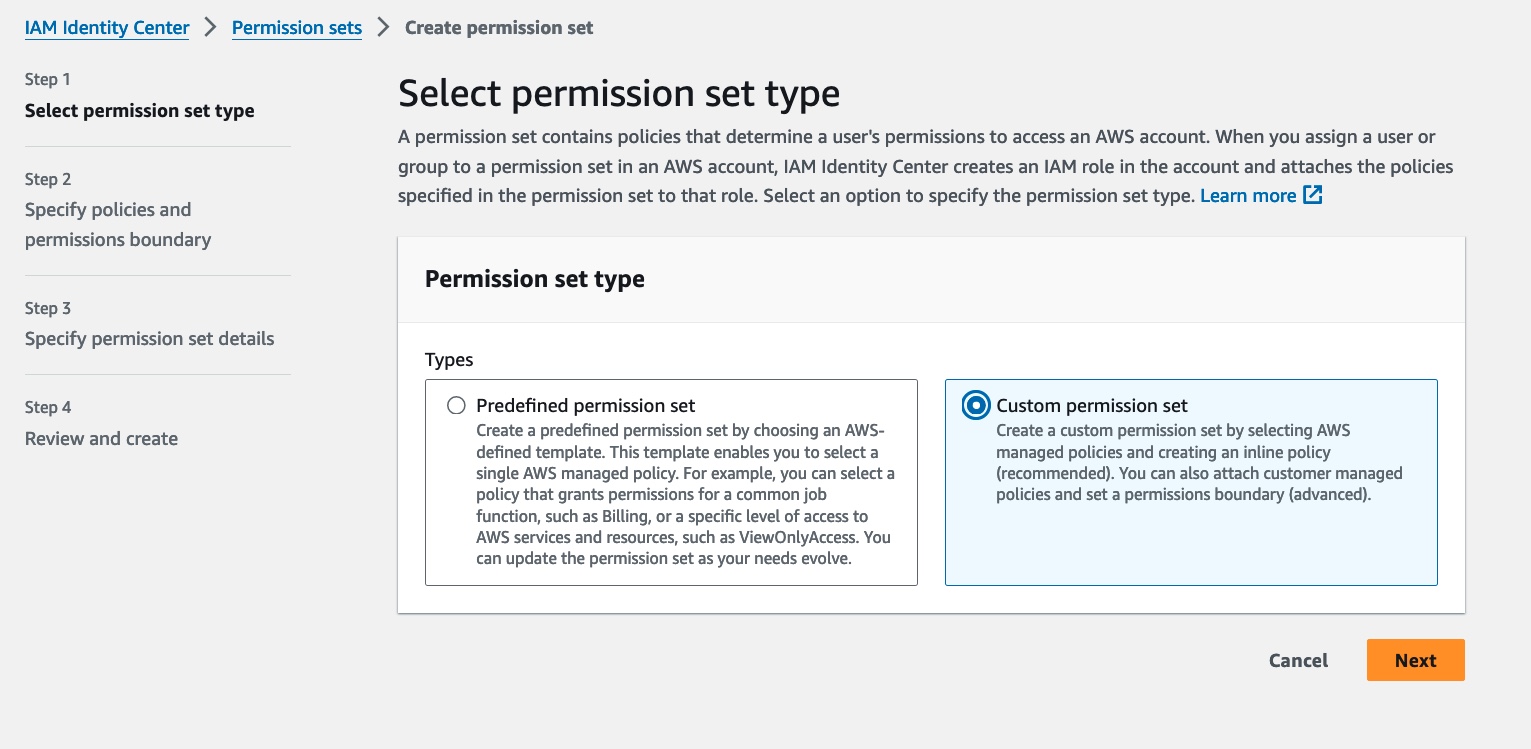 IAM Identity Center > Permission sets > Create permission set
Step 1
Select permission set type
Step 2
Specify policies and
permissions boundary
Step 3
Specify permission set details
Step 4
Review and create
Select permission set type
A permission set contains policies that determine a user's permissions to access an AWS account. When you assign a user or
group to a permission set in an AWS account, IAM Identity Center creates an IAM role in the account and attaches the policies
specified in the permission set to that role. Select an option to specify the permission set type. Learn more
Permission set type
Types
Predefined permission set
Create a predefined permission set by choosing an AWS-
defined template. This template enables you to select a
single AWS managed policy. For example, you can select a
policy that grants permissions for a common job
function, such as Billing, or a specific level of access to
AWS services and resources, such as ViewOnlyAccess. You
can update the permission set as your needs evolve.
Custom permission set
Create a custom permission set by selecting AWS
managed policies and creating an inline policy
(recommended). You can also attach customer managed
policies and set a permissions boundary (advanced).
Cancel
Next